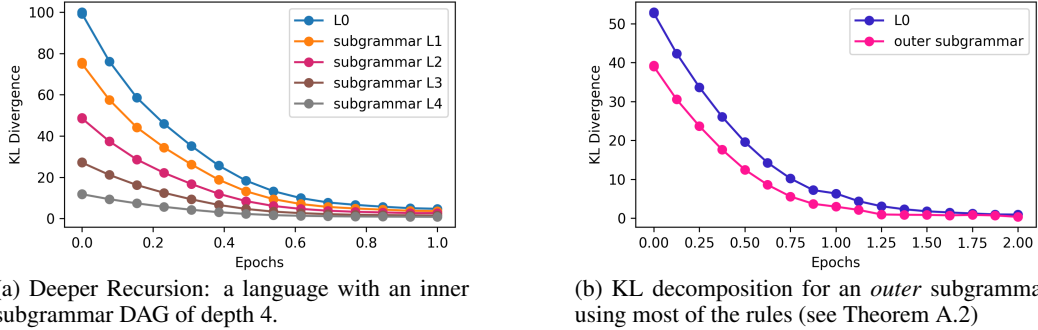 100
80
60
40
20
0
KL Divergence
L0
subgrammar L1
subgrammar L2
subgrammar L3
subgrammar L4
0.0 0.2 0.4 0.6 0.8 1.0
Epochs
50
40
30
20
10
0
KL Divergence
L0
outer subgrammar
0.00 0.25 0.50 0.75 1.00 1.25 1.50 1.75 2.00
Epochs
(a) Deeper Recursion: a language with an inner
subgrammar DAG of depth 4.
(b) KL decomposition for an outer subgramma
using most of the rules (see Theorem A.2)